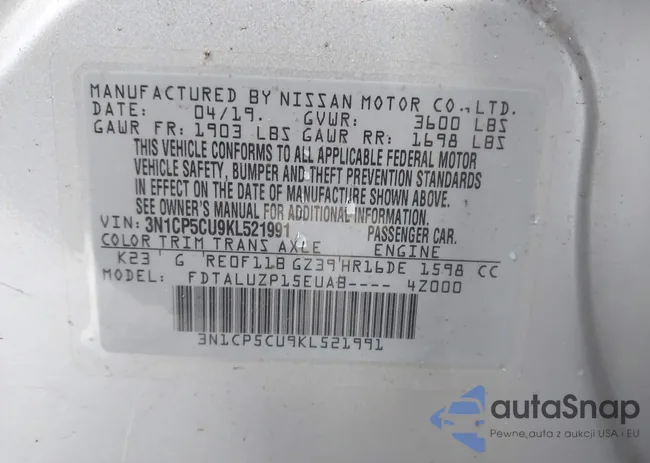 MANUFACTURED BY NISSAN MOTOR CO.,LTD.
DATE: 04/19. GVWR: 3600 LBS
GAWR FR: 1903 LBS GAWR RR: 1698 LBS
THIS VEHICLE CONFORMS TO ALL APPLICABLE FEDERAL MOTOR
VEHICLE SAFETY, BUMPER AND THEFT PREVENTION STANDARDS
IN EFFECT ON THE DATE OF MANUFACTURE SHOWN ABOVE.
SEE OWNER'S MANUAL FOR ADDITIONAL INFORMATION.
VIN: 3N1CP5CU9KL521991 PASSENGER CAR.
COLOR TRIM TRANS AXLE ENGINE
K23 G RE0F11B GZ39 HR16DE 1598 CC
MODEL: FDTALUZP15EUAB---- 4Z000
3N1CP5CU9KL521991
autaSnap
Pewne auta z aukcji USA i EU